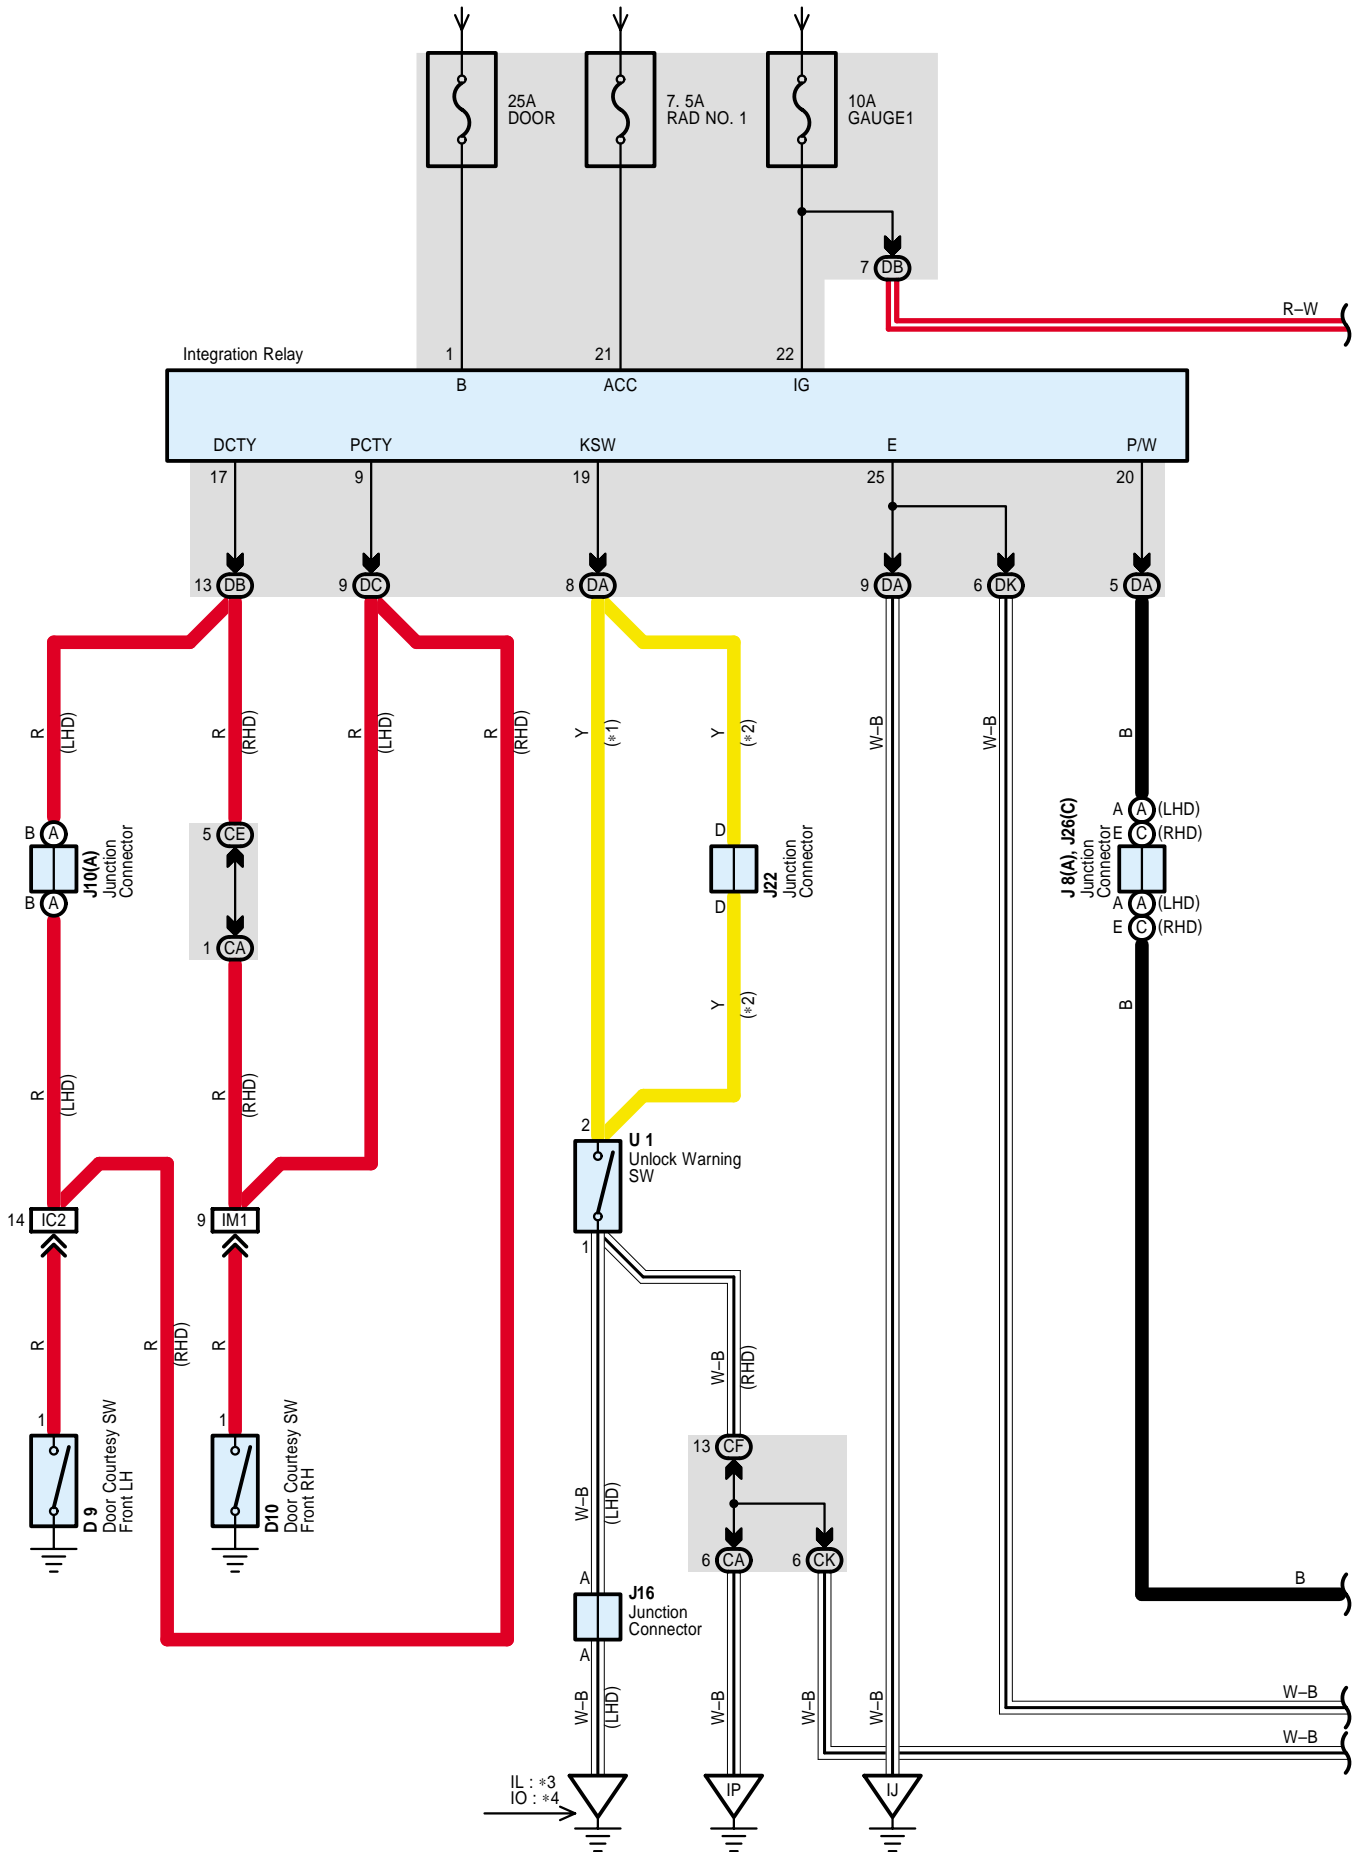 25A
DOOR
7. 5A
RAD NO. 1
10A
GAUGE1
7 DB
R–W
Integration Relay
1
21
22
B
ACC
IG
DCTY
PCTY
KSW
E
P/W
17
9
19
25
20
13 DB
9 DC
8 DA
9 DA
6 DK
5 DA
R
(LHD)
R
(RHD)
R
(LHD)
R
(RHD)
Y
(*1)
Y
(*2)
W–B
W–B
B
B A
J10(A)
Junction
Connector
B A
5 CE
1 CA
D
J22
Junction
Connector
D
A A (LHD)
E C (RHD)
J 8(A), J26(C)
Junction
Connector
A A (LHD)
E C (RHD)
Y
(*2)
B
R
(LHD)
R
(RHD)
2
U 1
Unlock Warning
SW
1
14 IC2
9 IM1
R
R
(RHD)
R
W–B
(RHD)
1
D 9
Door Courtesy SW
Front LH
1
D10
Door Courtesy SW
Front RH
13 CF
W–B
(LHD)
6 CA
6 CK
A
J16
Junction
Connector
A
B
W–B
(LHD)
W–B
W–B
W–B
W–B
W–B
IL : *3
IO : *4
IP
IJ